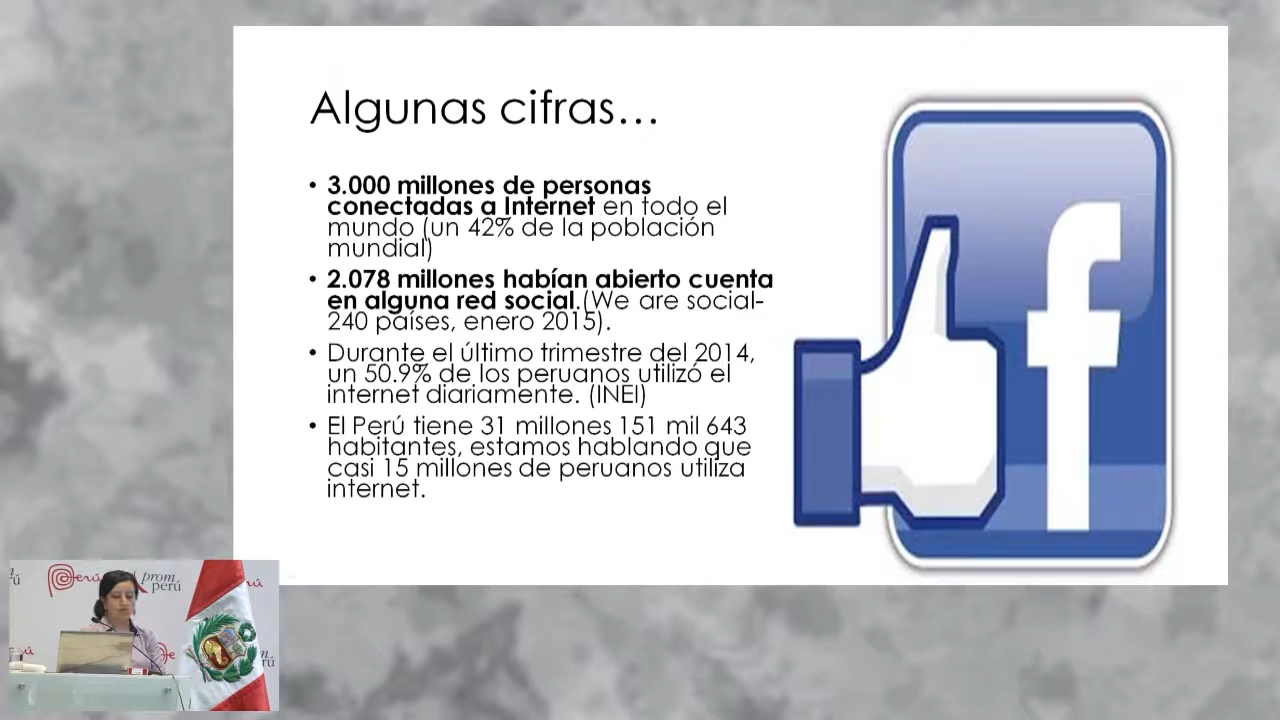 Algunas cifras...
• 3.000 millones de personas
conectadas a Internet en todo el
mundo (un 42% de la población
mundial)
• 2.078 millones habían abierto cuenta
en alguna red social.(We are social-
240 países, enero 2015).
• Durante el último trimestre del 2014,
un 50.9% de los peruanos utilizó el
internet diariamente. (INEI)
• El Perú tiene 31 millones 151 mil 643
habitantes, estamos hablando que
casi 15 millones de peruanos utiliza
internet.
f
Perú
prom
perú